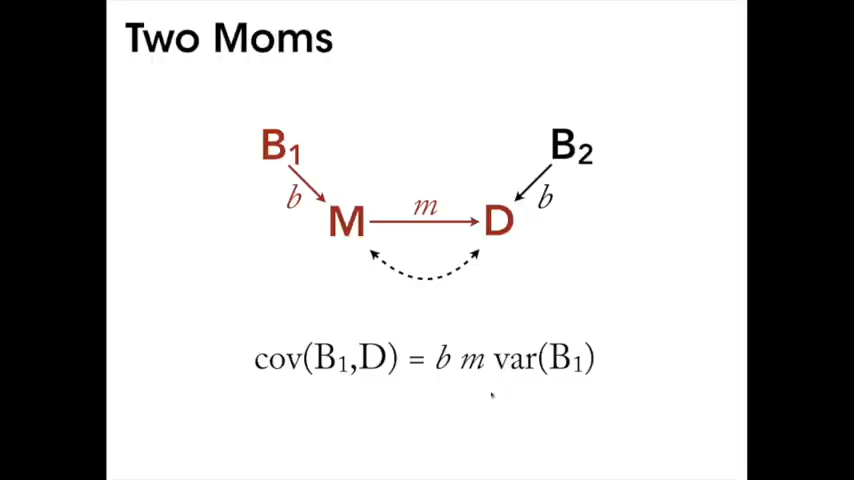 Two Moms
B₁ B₂
b m b
M D
cov(B₁,D) = b m var(B₁)